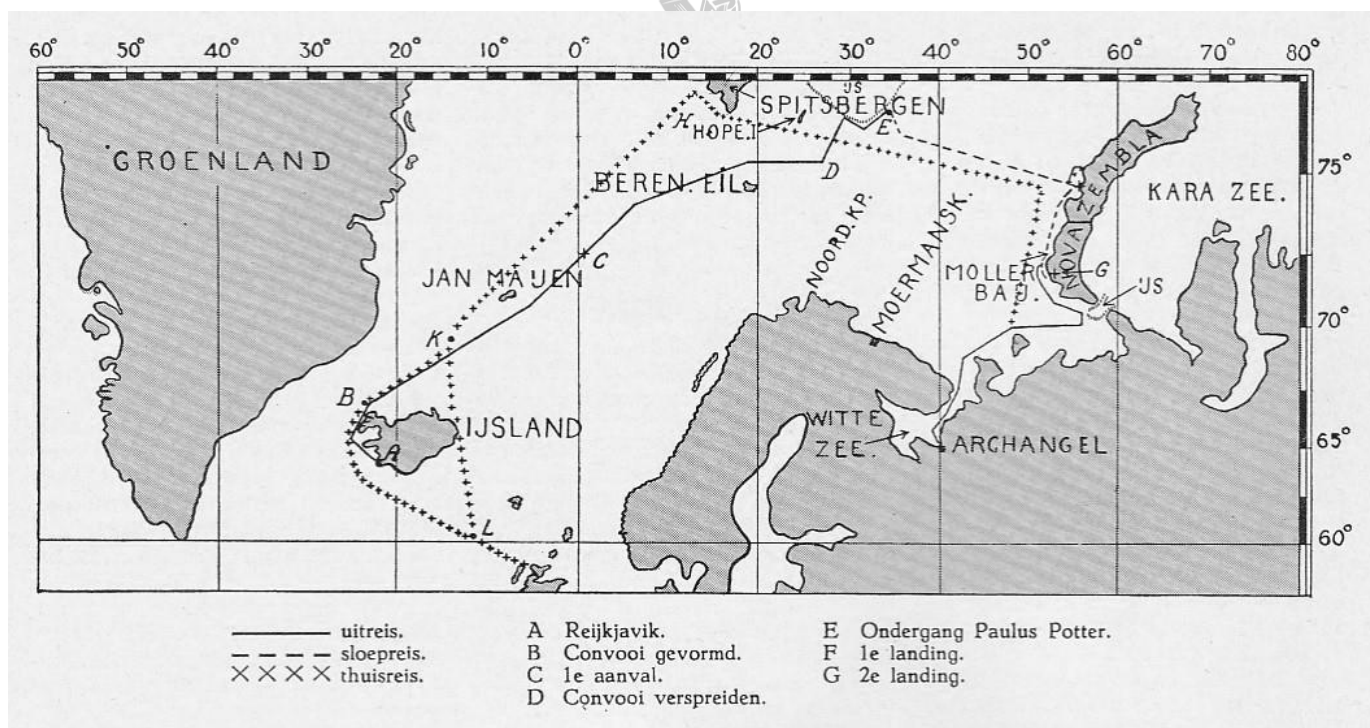 60° 50° 40° 30° 20° 10° 0° 10° 20° 30° 40° 50° 60° 70° 80°
IJS
SPITSBERGEN
H HOPE.I E
GROENLAND
75°
D
BEREN. EIL.
F
NOVA ZEMBLA
KARA ZEE.
NOORD. KP.
MOERMANSK.
C
JAN MAIJEN
MOLLER BAIJ.
G
IJS
K
70°
B
IJSLAND
WITTE ZEE.
ARCHANGEL
65°
A
L
60°
uitreis.
sloepreis.
thuisreis.
A Reijkjavik.
B Convooi gevormd.
C 1e aanval.
D Convooi verspreiden.
E Ondergang Paulus Potter.
F 1e landing.
G 2e landing.